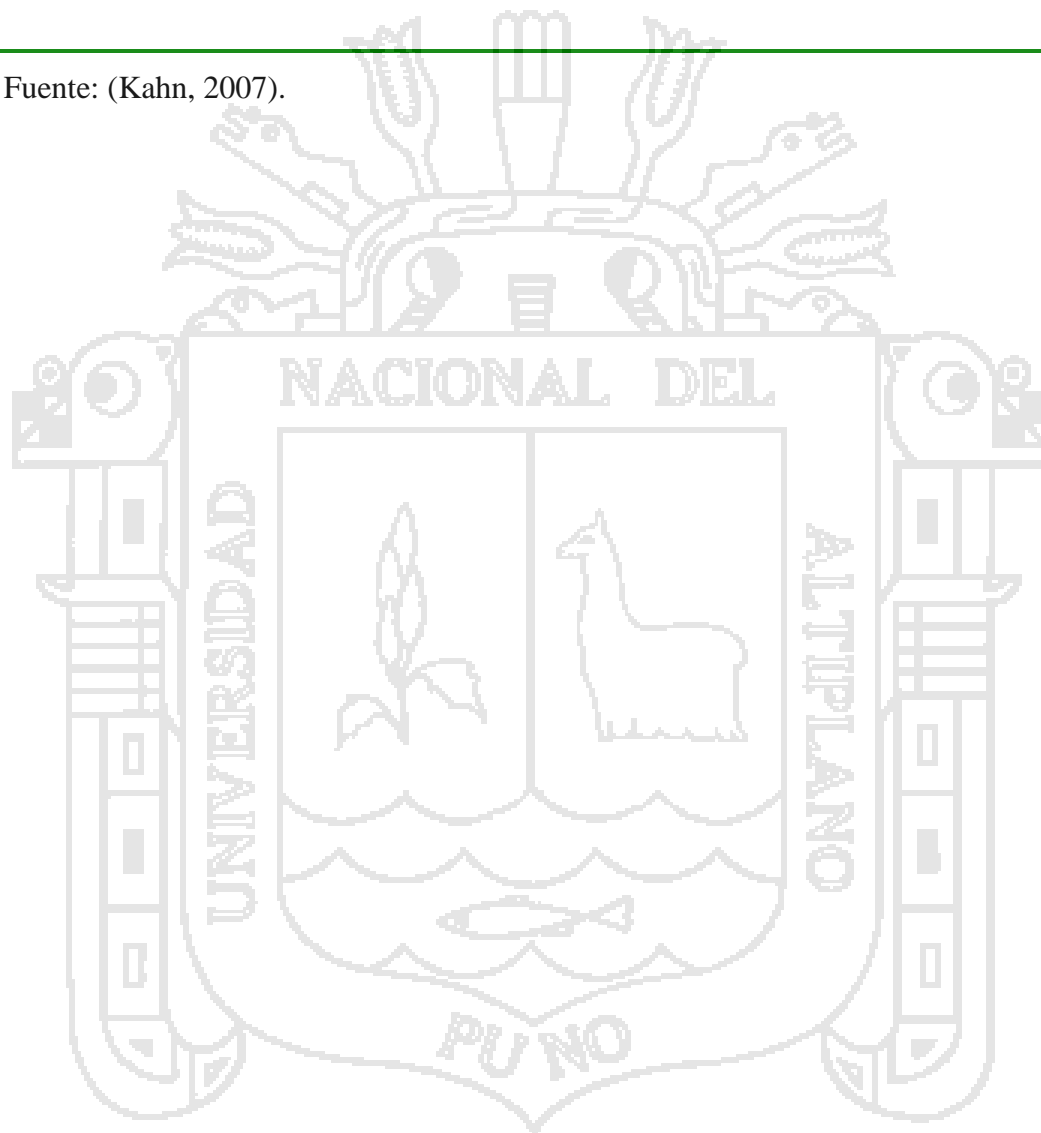 Fuente: (Kahn, 2007).
NACIONAL DEL
UNIVERSIDAD
ALTIPLANO
PUNO